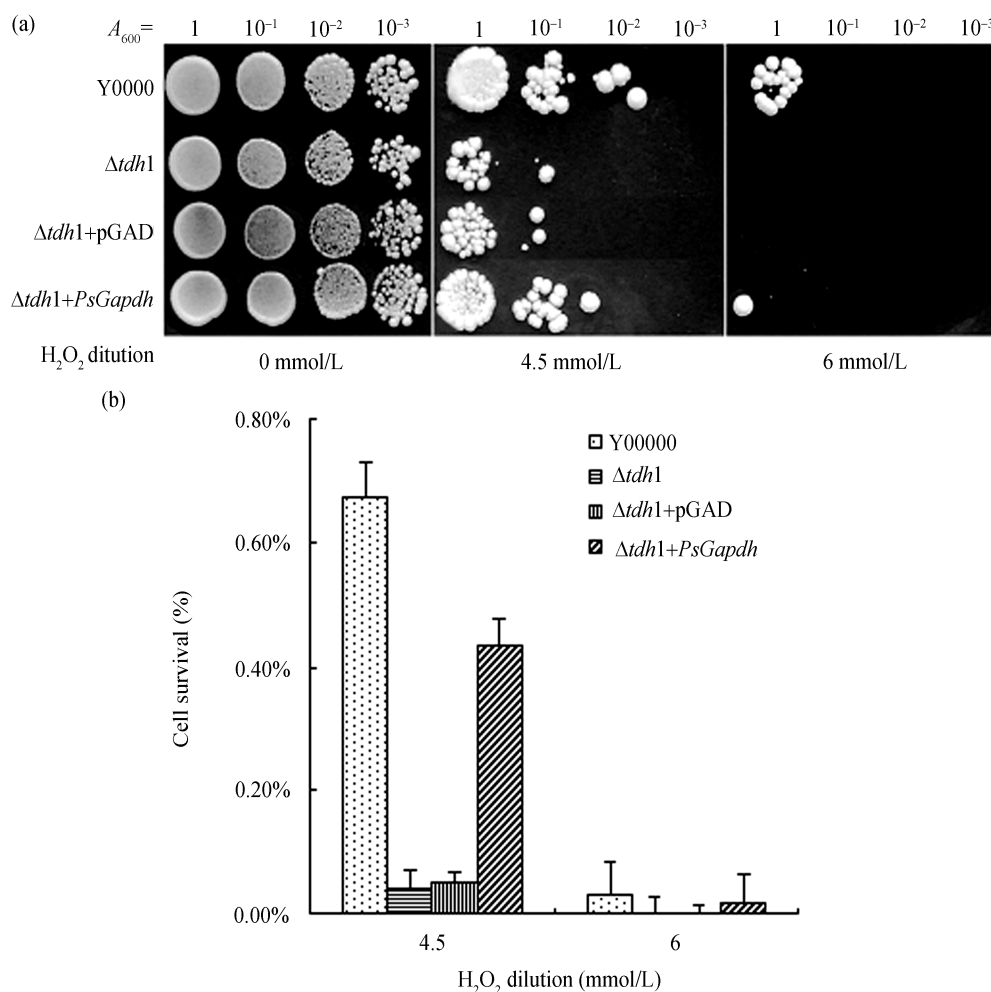 (a) A600= 1 10–1 10–2 10–3 1 10–1 10–2 10–3 1 10–1 10–2 10–3
Y0000
Δtdh1
Δtdh1+pGAD
Δtdh1+PsGapdh
H2O2 ditution 0 mmol/L 4.5 mmol/L 6 mmol/L
(b)
0.80%
0.60%
0.40%
0.20%
0.00%
Cell survival (%)
Y00000
Δtdh1
Δtdh1+pGAD
Δtdh1+PsGapdh
4.5 6
H2O2 dilution (mmol/L)